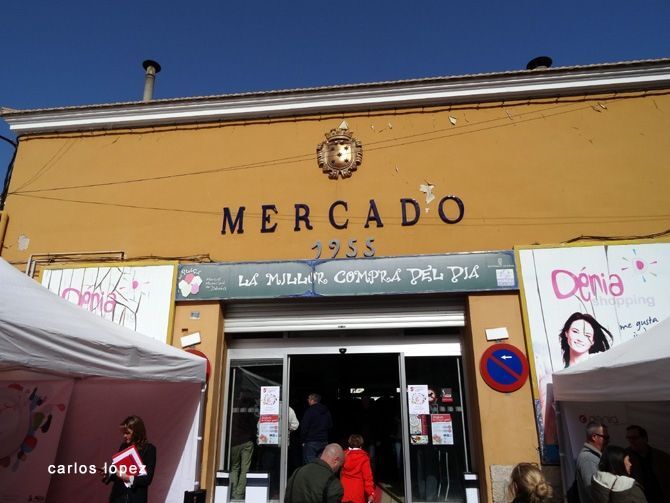 MERCADO
1955
LA MILLOR COMPRA DEL DIA
Dénia
Dénia
shopping
me gusta
carlos lópez